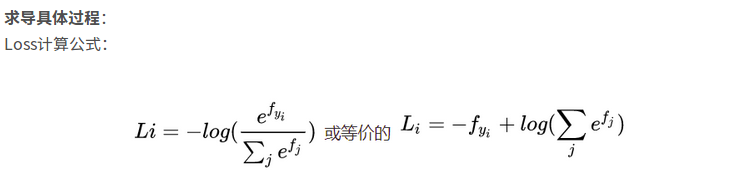 求导具体过程：
Loss计算公式：
Li = −log(e^{f_{y_i}} / ∑_j e^{f_j}) 或等价的 L_i = −f_{y_i} + log(∑_j e^{f_j})